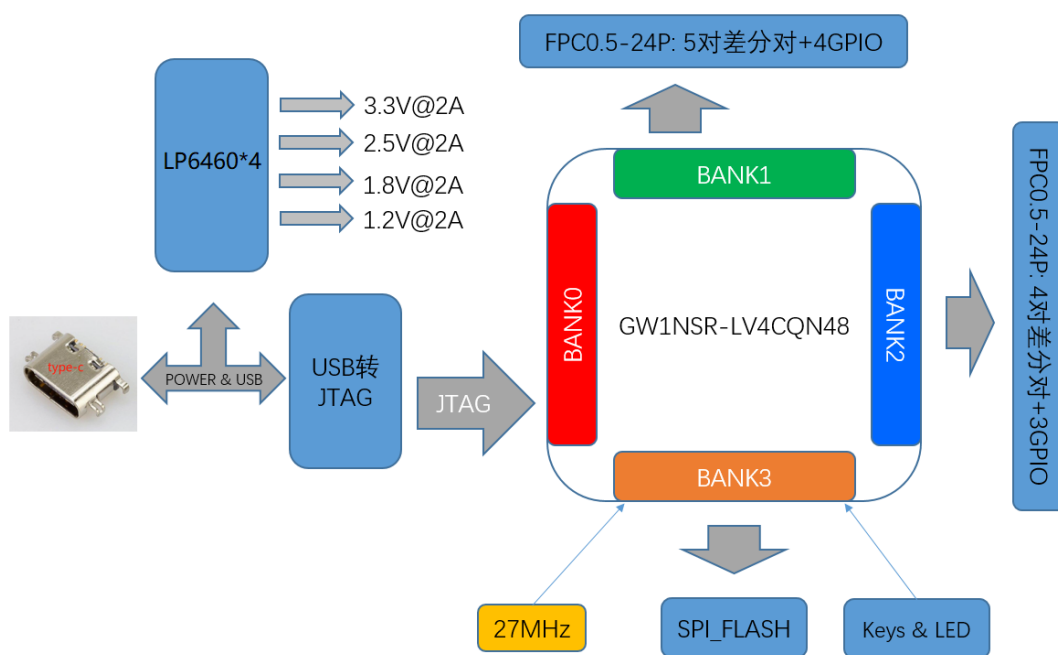 FPC0.5-24P: 5对差分对+4GPIO
LP6460*4
3.3V@2A
2.5V@2A
1.8V@2A
1.2V@2A
BANK1
BANK0
GW1NSR-LV4CQN48
BANK2
FPC0.5-24P: 4对差分对+3GPIO
type-c
POWER & USB
USB转
JTAG
JTAG
BANK3
27MHz
SPI_FLASH
Keys & LED